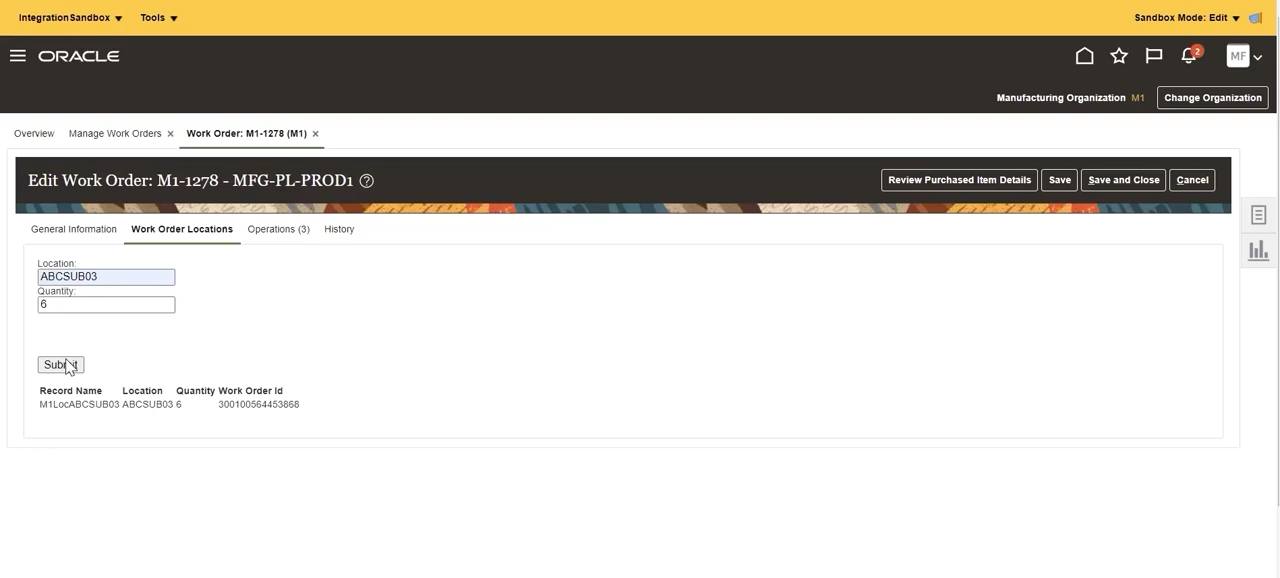 IntegrationSandbox Tools Sandbox Mode: Edit
ORACLE 2 MF
Manufacturing Organization M1 Change Organization
Overview Manage Work Orders × Work Order: M1-1278 (M1) ×
Edit Work Order: M1-1278 - MFG-PL-PROD1 ? Review Purchased Item Details Save Save and Close Cancel
General Information Work Order Locations Operations (3) History
Location:
ABCSUB03
Quantity:
6
Submit
Record Name Location Quantity Work Order Id
M1LocABCSUB03 ABCSUB03 6 300100564453868